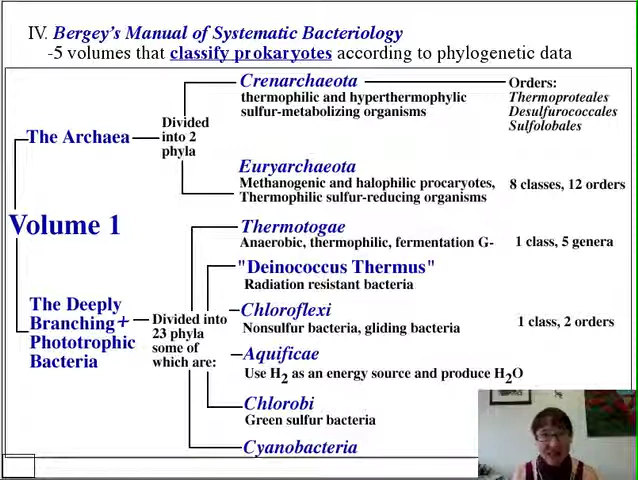 IV. Bergey's Manual of Systematic Bacteriology
-5 volumes that classify prokaryotes according to phylogenetic data
Volume 1
The Archaea
Divided
into 2
phyla
Crenarchaeota
thermophilic and hyperthermophylic
sulfur-metabolizing organisms
Orders:
Thermoproteales
Desulfurococcales
Sulfolobales
Euryarchaeota
Methanogenic and halophilic procaryotes,
Thermophilic sulfur-reducing organisms
8 classes, 12 orders
The Deeply
Branching +
Phototrophic
Bacteria
Divided into
23 phyla
some of
which are:
Thermotogae
Anaerobic, thermophilic, fermentation G-
1 class, 5 genera
"Deinococcus Thermus"
Radiation resistant bacteria
Chloroflexi
Nonsulfur bacteria, gliding bacteria
1 class, 2 orders
Aquificae
Use H2 as an energy source and produce H2O
Chlorobi
Green sulfur bacteria
Cyanobacteria